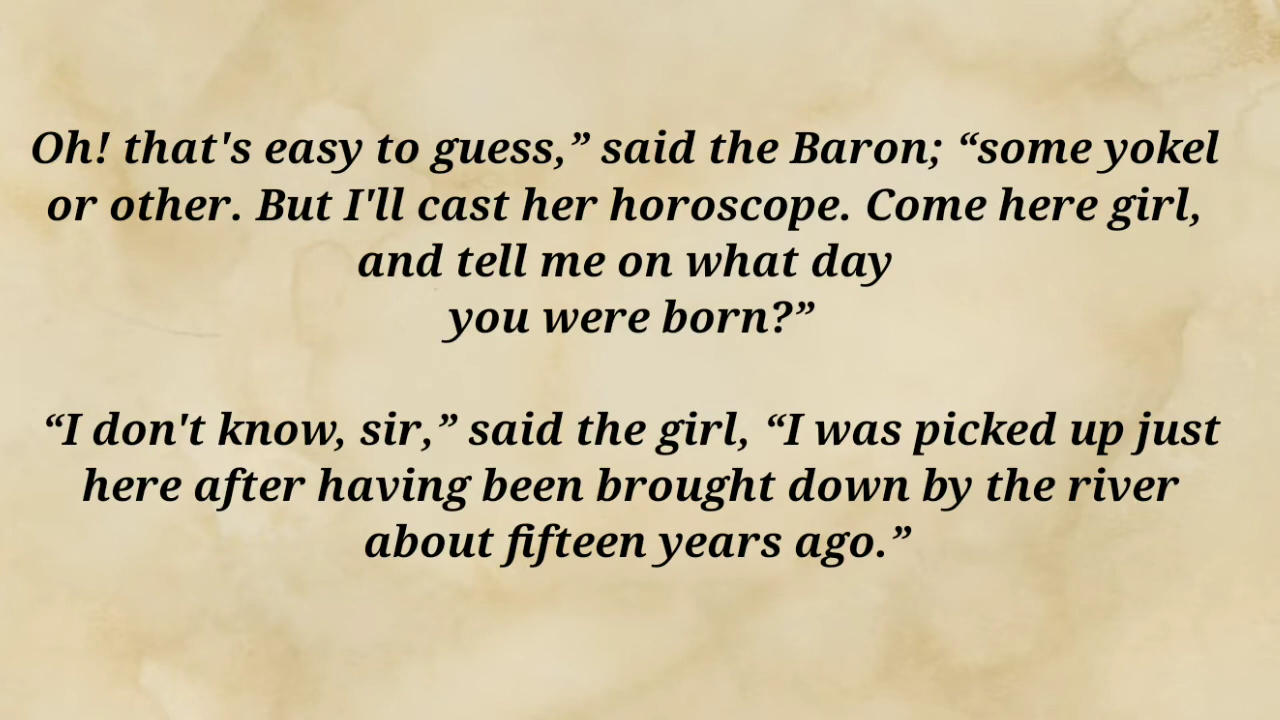 Oh! that's easy to guess,” said the Baron; “some yokel
or other. But I'll cast her horoscope. Come here girl,
and tell me on what day
you were born?”
“I don't know, sir,” said the girl, “I was picked up just
here after having been brought down by the river
about fifteen years ago.”